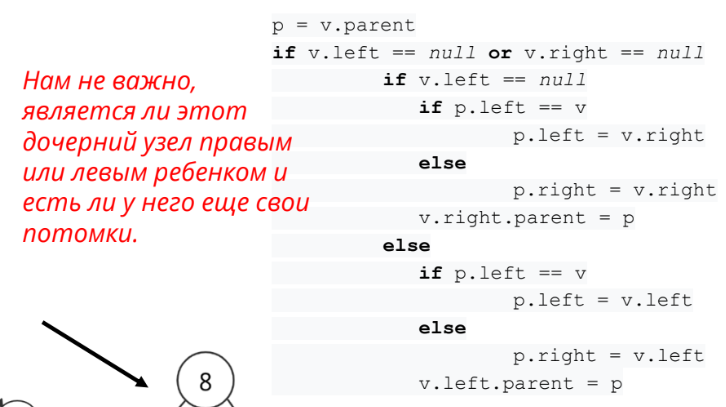 p = v.parent
if v.left == null or v.right == null
if v.left == null
if p.left == v
p.left = v.right
else
p.right = v.right
v.right.parent = p
else
if p.left == v
p.left = v.left
else
p.right = v.left
v.left.parent = p
Нам не важно,
является ли этот
дочерний узел правым
или левым ребенком и
есть ли у него еще свои
потомки.
8